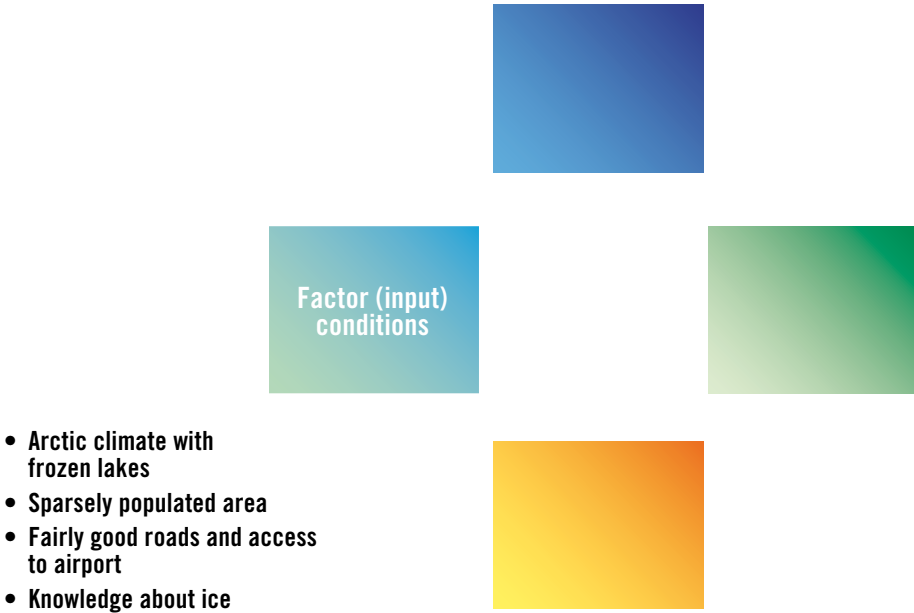 Factor (input)
conditions
• Arctic climate with
frozen lakes
• Sparsely populated area
• Fairly good roads and access
to airport
• Knowledge about ice